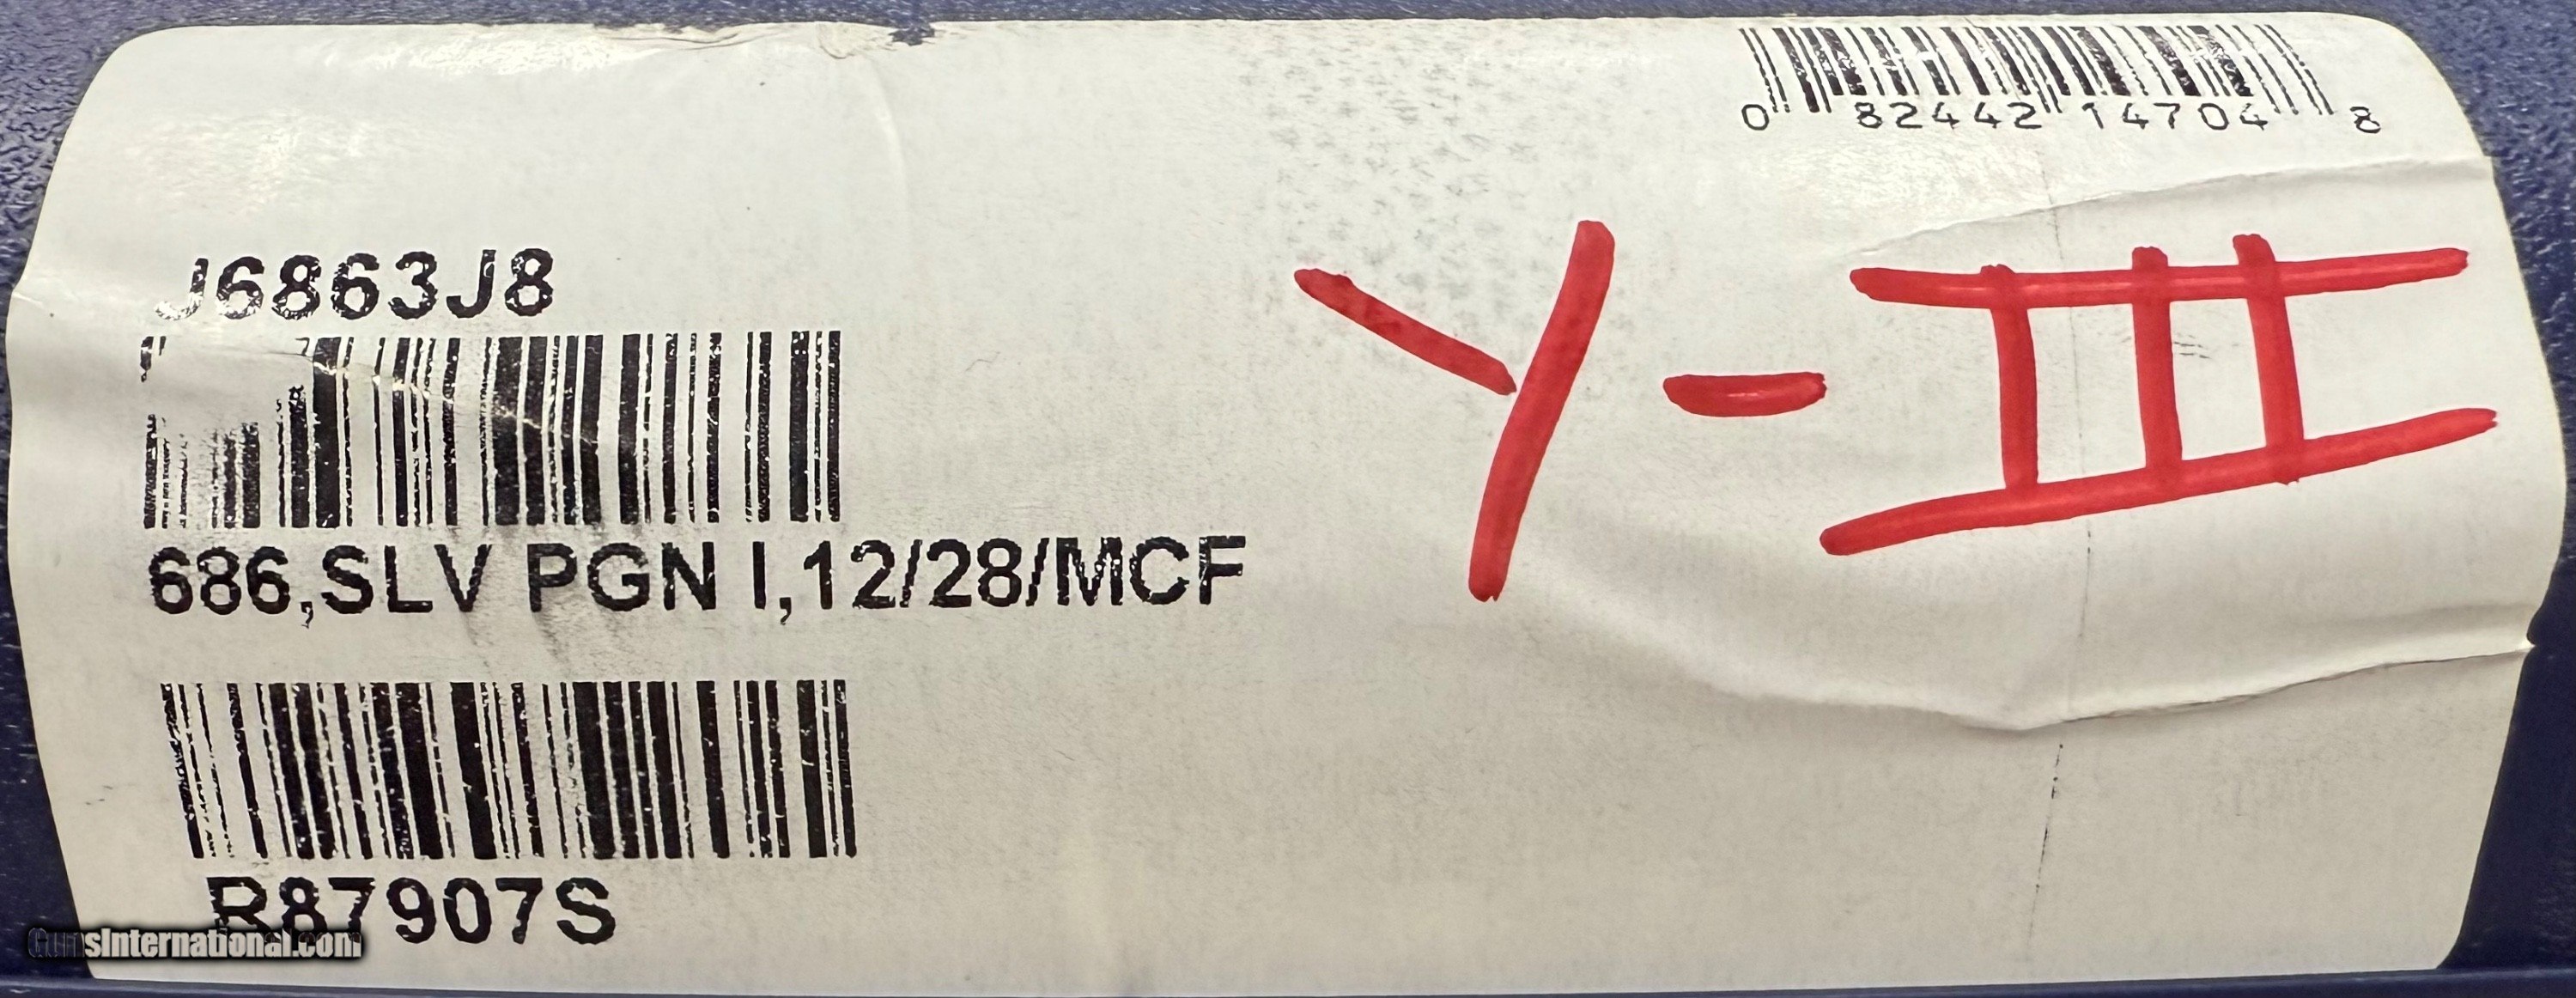 0 82442 14704 8
Y-III
J6863J8
686,SLV PGN I,12/28/MCF
R87907S
GunsInternational.com